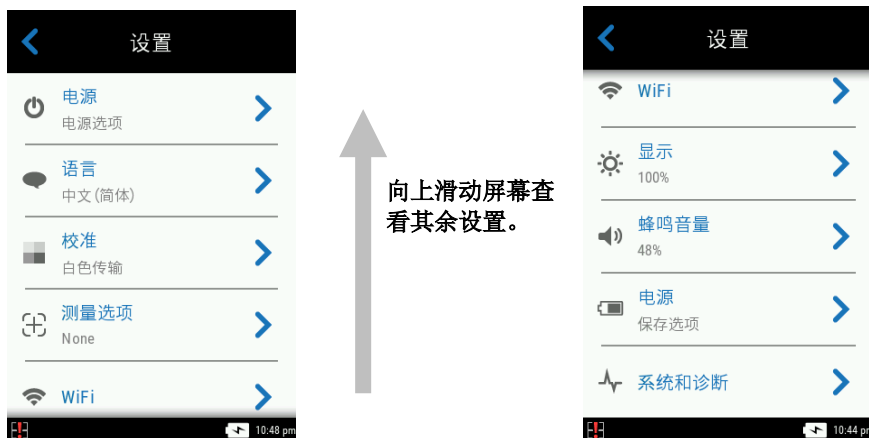 设置
电源
电源选项
语言
中文(简体)
校准
白色传输
测量选项
None
WiFi
10:48 pm
向上滑动屏幕查
看其余设置。
设置
WiFi
显示
100%
蜂鸣音量
48%
电源
保存选项
系统和诊断
10:44 pm